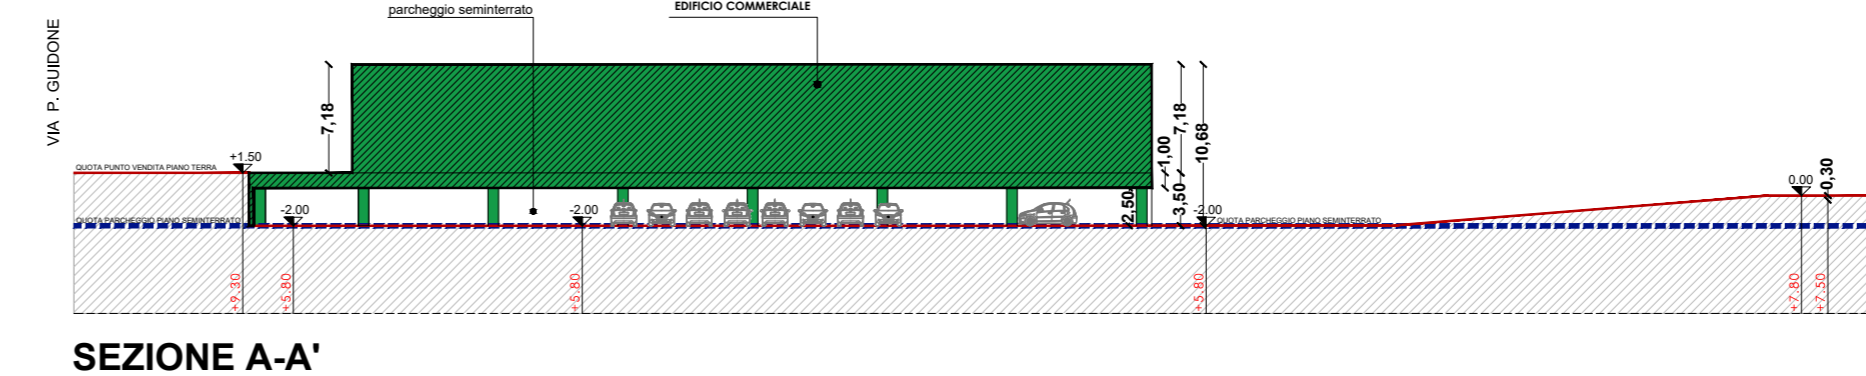 parcheggio seminterrato
EDIFICIO COMMERCIALE
VIA P. GUIDONE
7,18
7,18
10,68
1,00
QUOTA PUNTO VENDITA PIANO TERRA
+1.50
0.00
0,30
QUOTA PARCHEGGIO PIANO SEMINTERRATO
-2.00
-2.00
2,50
3,50
-2.00
QUOTA PARCHEGGIO PIANO SEMINTERRATO
+9.30
+5.80
+5.80
+5.80
+7.80
+7.50
SEZIONE A-A'